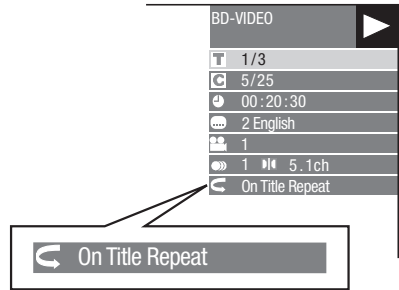 BD-VIDEO
T 1/3
C 5/25
00:20:30
2 English
1
1 5.1ch
On Title Repeat
On Title Repeat